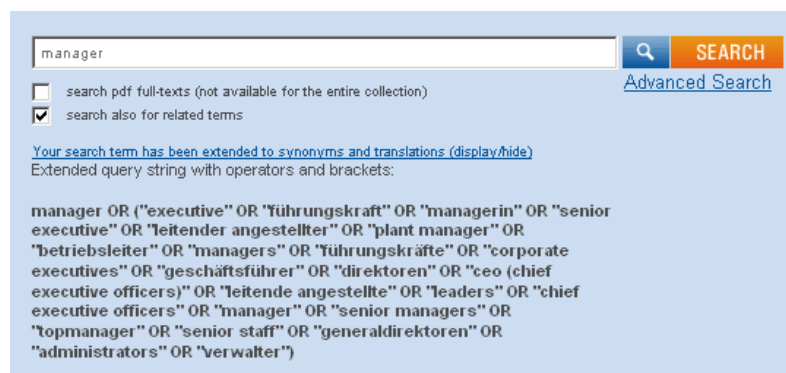 manager
SEARCH
Advanced Search
search pdf full-texts (not available for the entire collection)
search also for related terms
Your search term has been extended to synonyms and translations (display/hide)
Extended query string with operators and brackets:
manager OR ("executive" OR "führungskraft" OR "managerin" OR "senior
executive" OR "leitender angestellter" OR "plant manager" OR
"betriebsleiter" OR "managers" OR "führungskräfte" OR "corporate
executives" OR "geschäftsführer" OR "direktoren" OR "ceo (chief
executive officers)" OR "leitende angestellte" OR "leaders" OR "chief
executive officers" OR "manager" OR "senior managers" OR
"topmanager" OR "senior staff" OR "generaldirektoren" OR
"administrators" OR "verwalter")